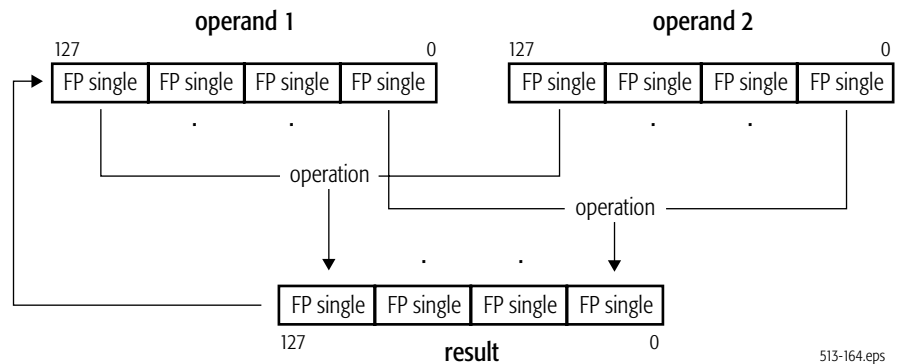 operand 1 operand 2
127 0 127 0
FP single FP single FP single FP single FP single FP single FP single FP single
. . . .
operation
operation
. .
FP single FP single FP single FP single
127 0
result
513-164.eps